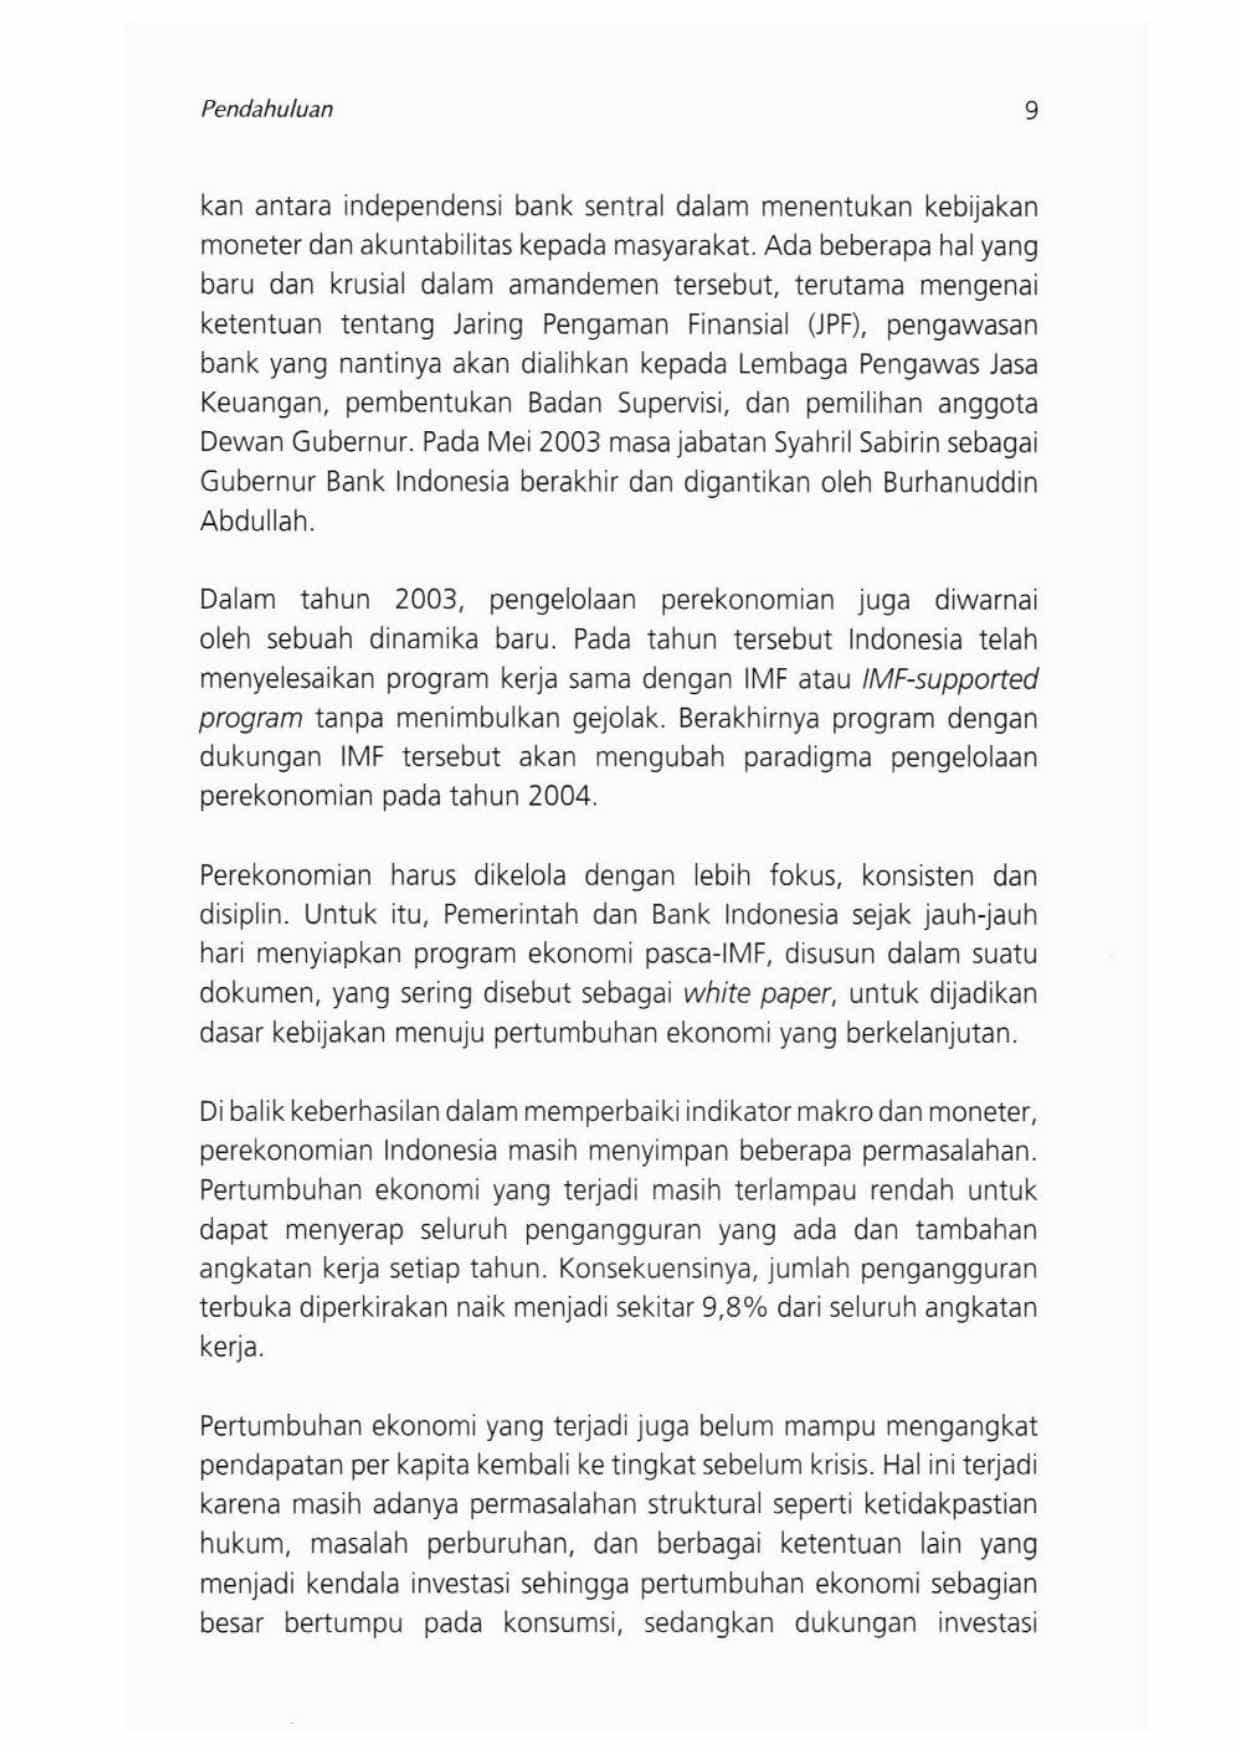 Pendahuluan 9
kan antara independensi bank sentral dalam menentukan kebijakan
moneter dan akuntabilitas kepada masyarakat. Ada beberapa hal yang
baru dan krusial dalam amandemen tersebut, terutama mengenai
ketentuan tentang Jaring Pengaman Finansial (JPF), pengawasan
bank yang nantinya akan dialihkan kepada Lembaga Pengawas Jasa
Keuangan, pembentukan Badan Supervisi, dan pemilihan anggota
Dewan Gubernur. Pada Mei 2003 masa jabatan Syahril Sabirin sebagai
Gubernur Bank Indonesia berakhir dan digantikan oleh Burhanuddin
Abdullah.
Dalam tahun 2003, pengelolaan perekonomian juga diwarnai
oleh sebuah dinamika baru. Pada tahun tersebut Indonesia telah
menyelesaikan program kerja sama dengan IMF atau IMF-supported
program tanpa menimbulkan gejolak. Berakhirnya program dengan
dukungan IMF tersebut akan mengubah paradigma pengelolaan
perekonomian pada tahun 2004.
Perekonomian harus dikelola dengan lebih fokus, konsisten dan
disiplin. Untuk itu, Pemerintah dan Bank Indonesia sejak jauh-jauh
hari menyiapkan program ekonomi pasca-IMF, disusun dalam suatu
dokumen, yang sering disebut sebagai white paper, untuk dijadikan
dasar kebijakan menuju pertumbuhan ekonomi yang berkelanjutan.
Di balik keberhasilan dalam memperbaiki indikator makro dan moneter,
perekonomian Indonesia masih menyimpan beberapa permasalahan.
Pertumbuhan ekonomi yang terjadi masih terlampau rendah untuk
dapat menyerap seluruh pengangguran yang ada dan tambahan
angkatan kerja setiap tahun. Konsekuensinya, jumlah pengangguran
terbuka diperkirakan naik menjadi sekitar 9,8% dari seluruh angkatan
kerja.
Pertumbuhan ekonomi yang terjadi juga belum mampu mengangkat
pendapatan per kapita kembali ke tingkat sebelum krisis. Hal ini terjadi
karena masih adanya permasalahan struktural seperti ketidakpastian
hukum, masalah perburuhan, dan berbagai ketentuan lain yang
menjadi kendala investasi sehingga pertumbuhan ekonomi sebagian
besar bertumpu pada konsumsi, sedangkan dukungan investasi